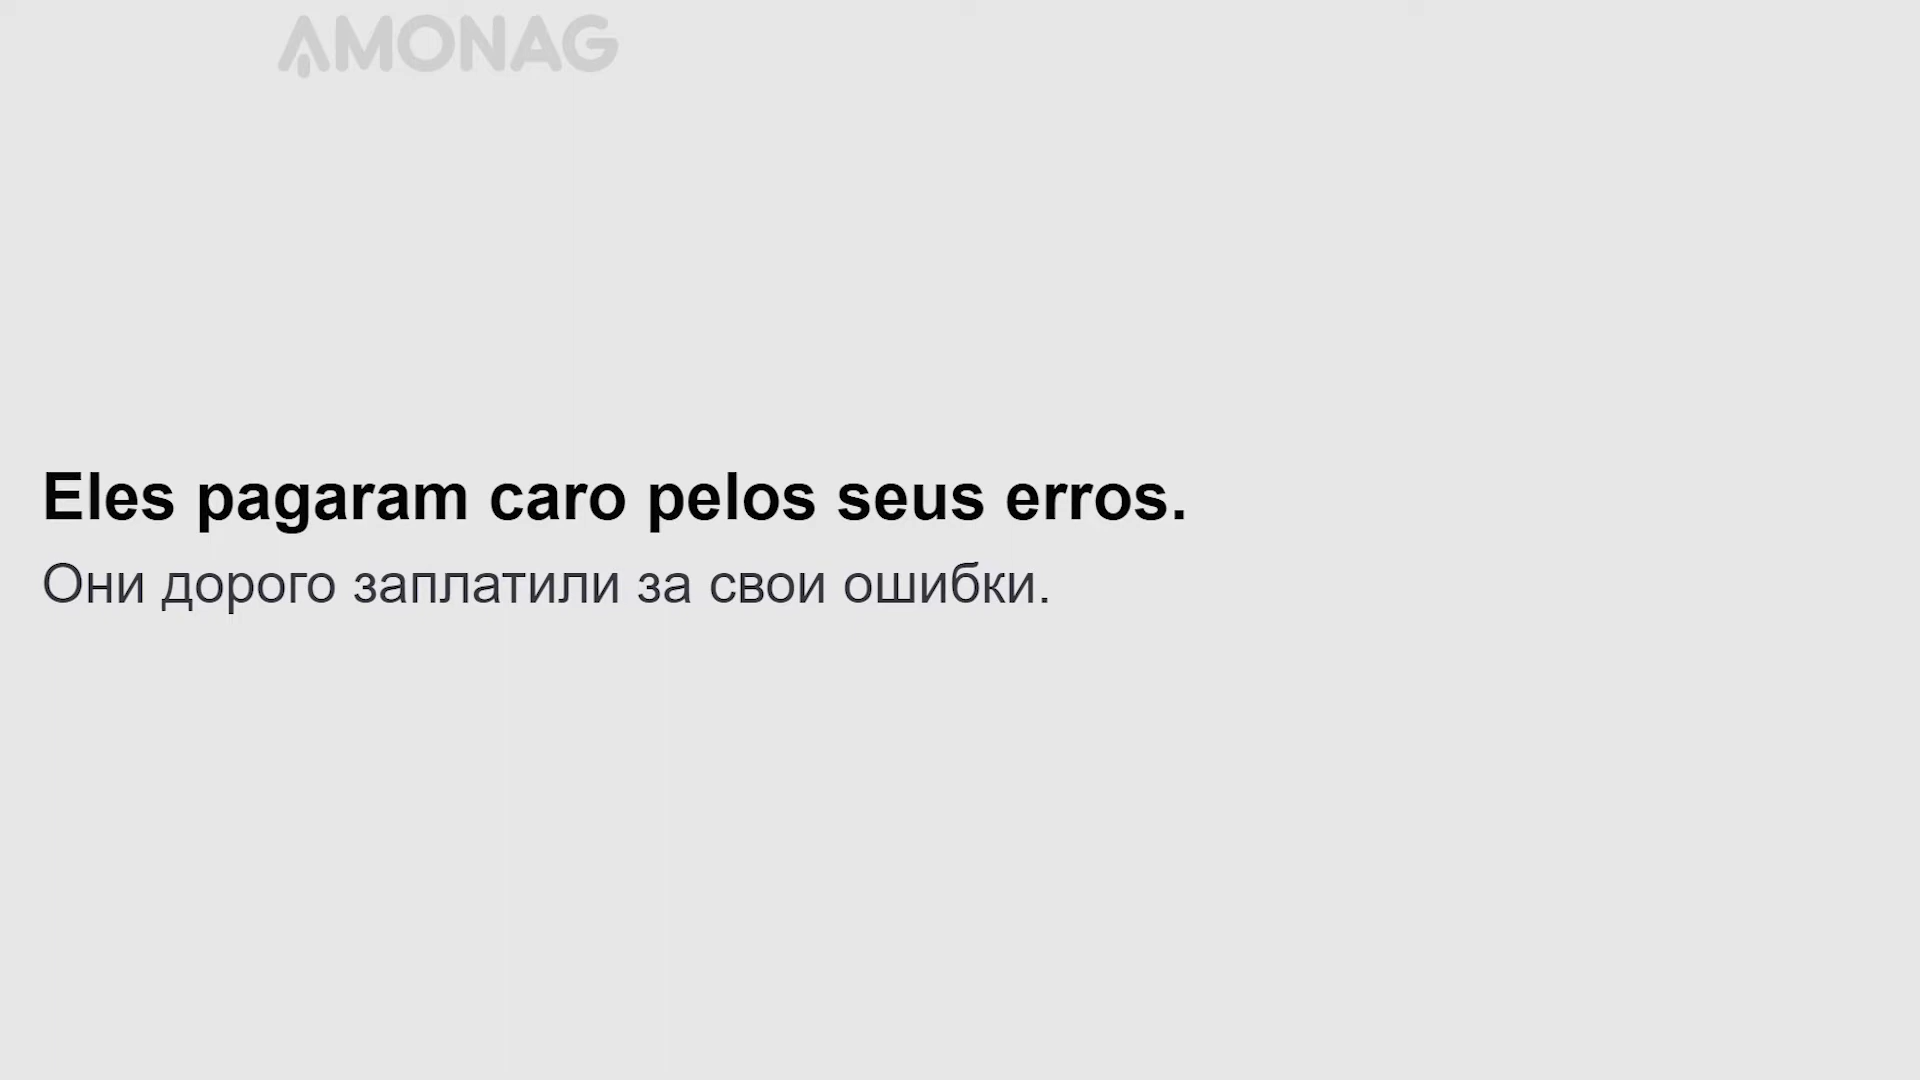 AMONAG
Eles pagaram caro pelos seus erros.
Они дорого заплатили за свои ошибки.